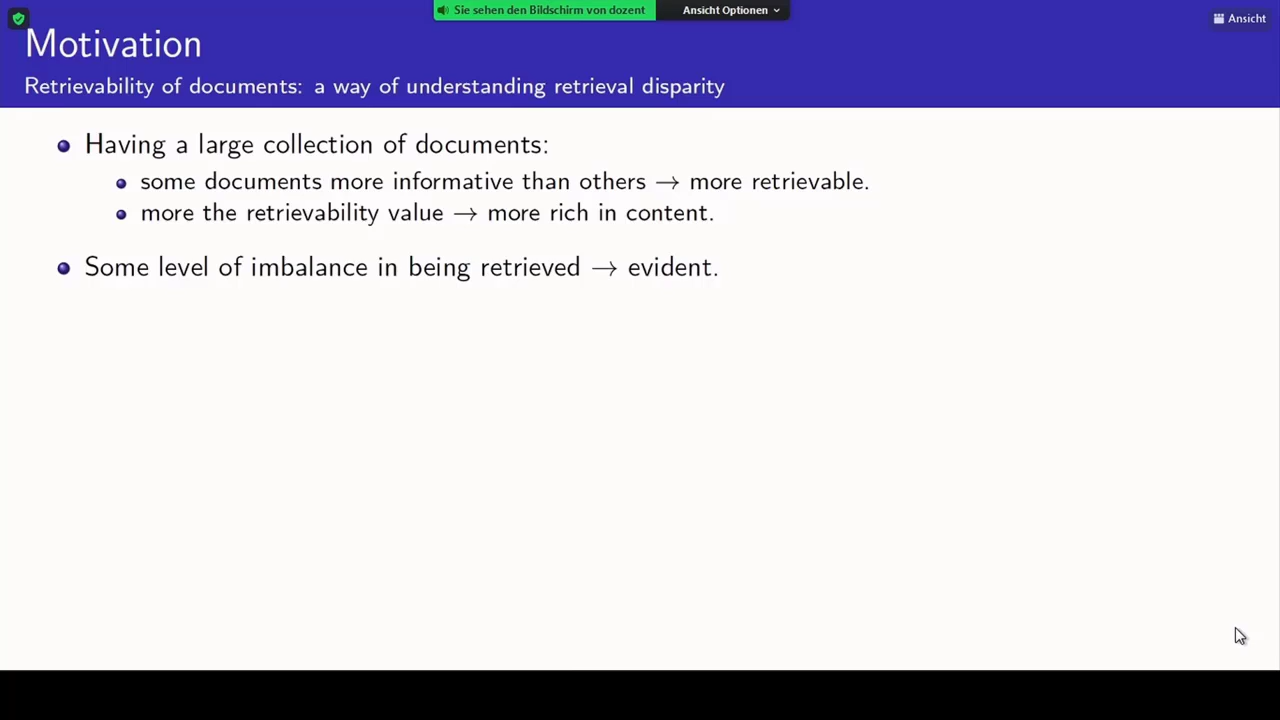 Sie sehen den Bildschirm von dozent
Ansicht Optionen
Ansicht
Motivation
Retrievability of documents: a way of understanding retrieval disparity
Having a large collection of documents:
some documents more informative than others → more retrievable.
more the retrievability value → more rich in content.
Some level of imbalance in being retrieved → evident.